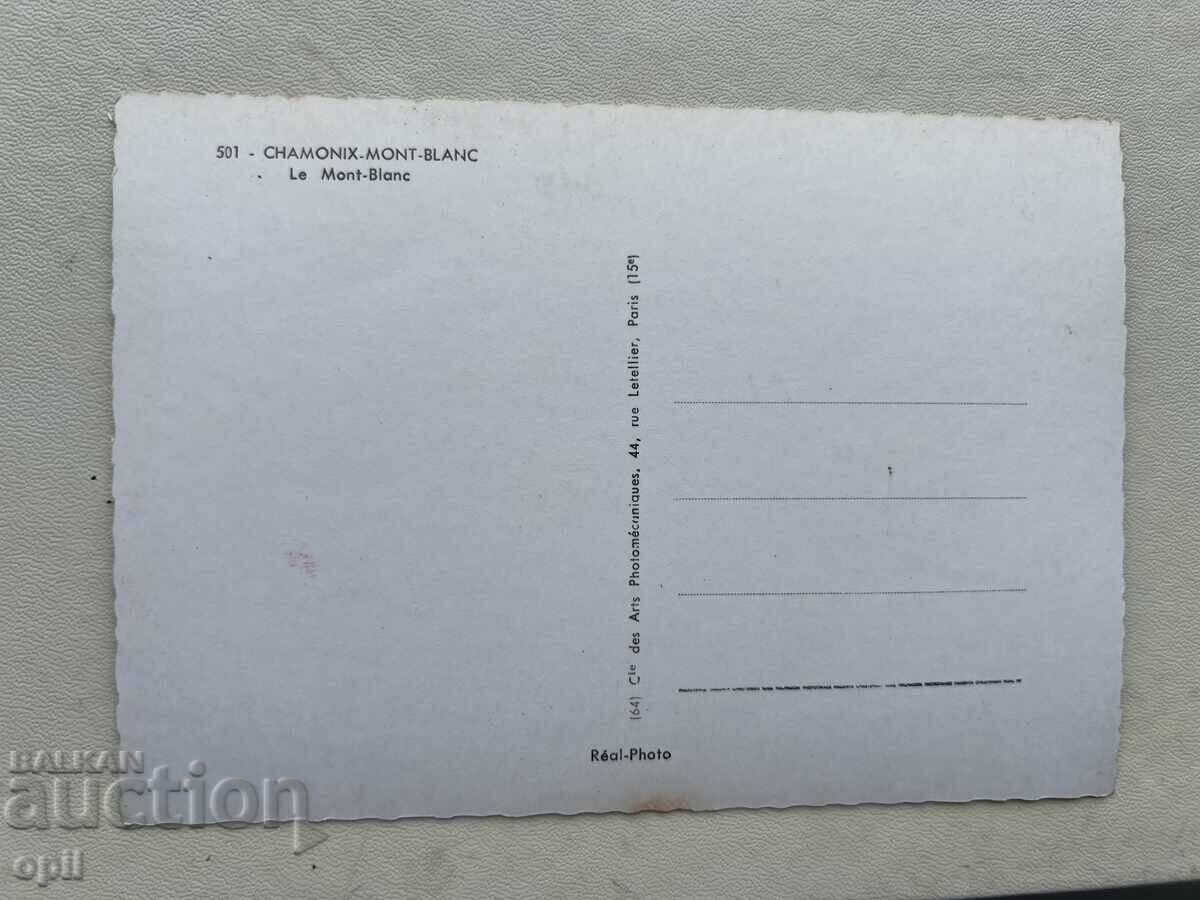 501 - CHAMONIX-MONT-BLANC
Le Mont-Blanc
(64) Cie des Arts Photomécaniques, 44, rue Letellier, Paris (15e)
Réal-Photo
BALKAN
auction
opil